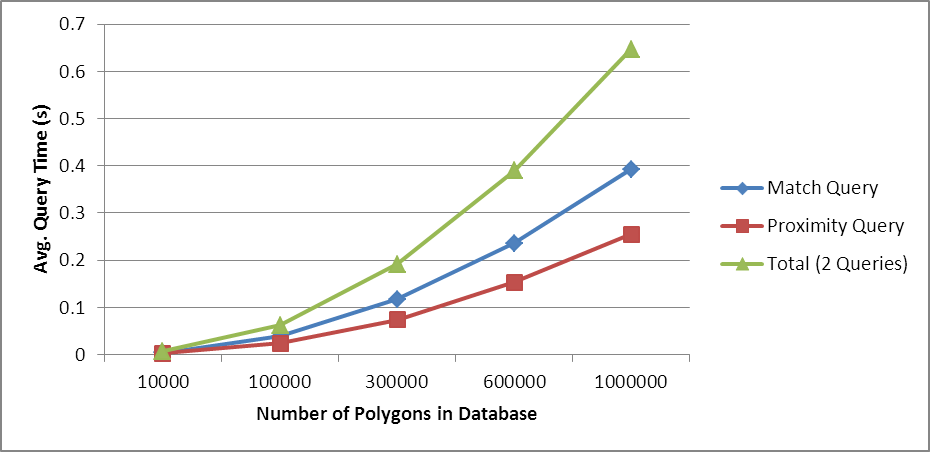 0.7
0.6
0.5
0.4
0.3
0.2
0.1
0
Avg. Query Time (s)
10000 100000 300000 600000 1000000
Number of Polygons in Database
Match Query
Proximity Query
Total (2 Queries)